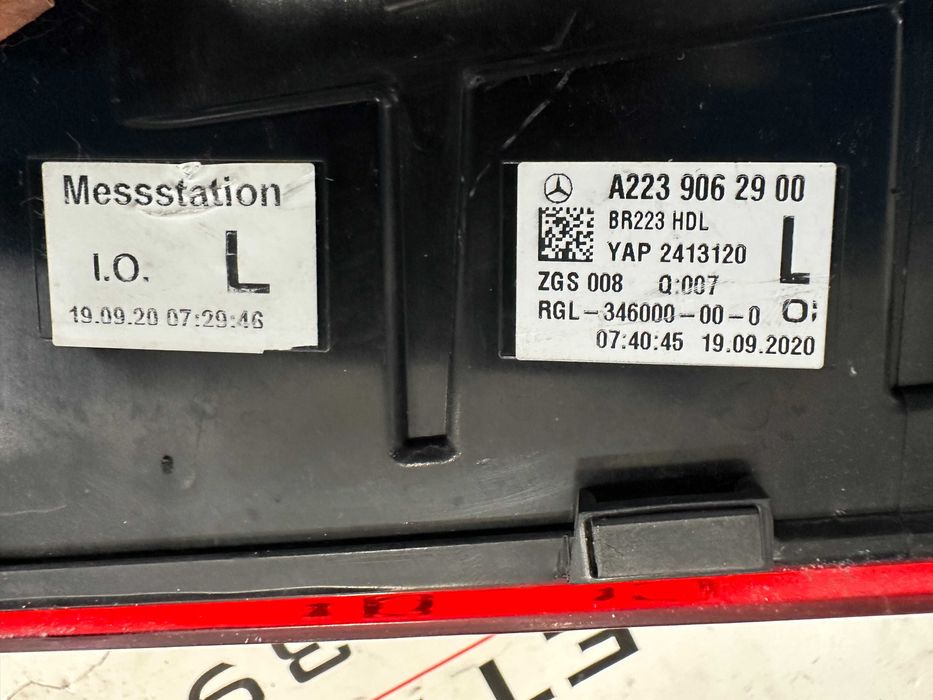 Messstation
I.O. L
19.09.20 07:29:46
A223 906 29 00
BR223 HDL
YAP 2413120
L
ZGS 008 Q:007
RGL-346000-00-0
07:40:45 19.09.2020